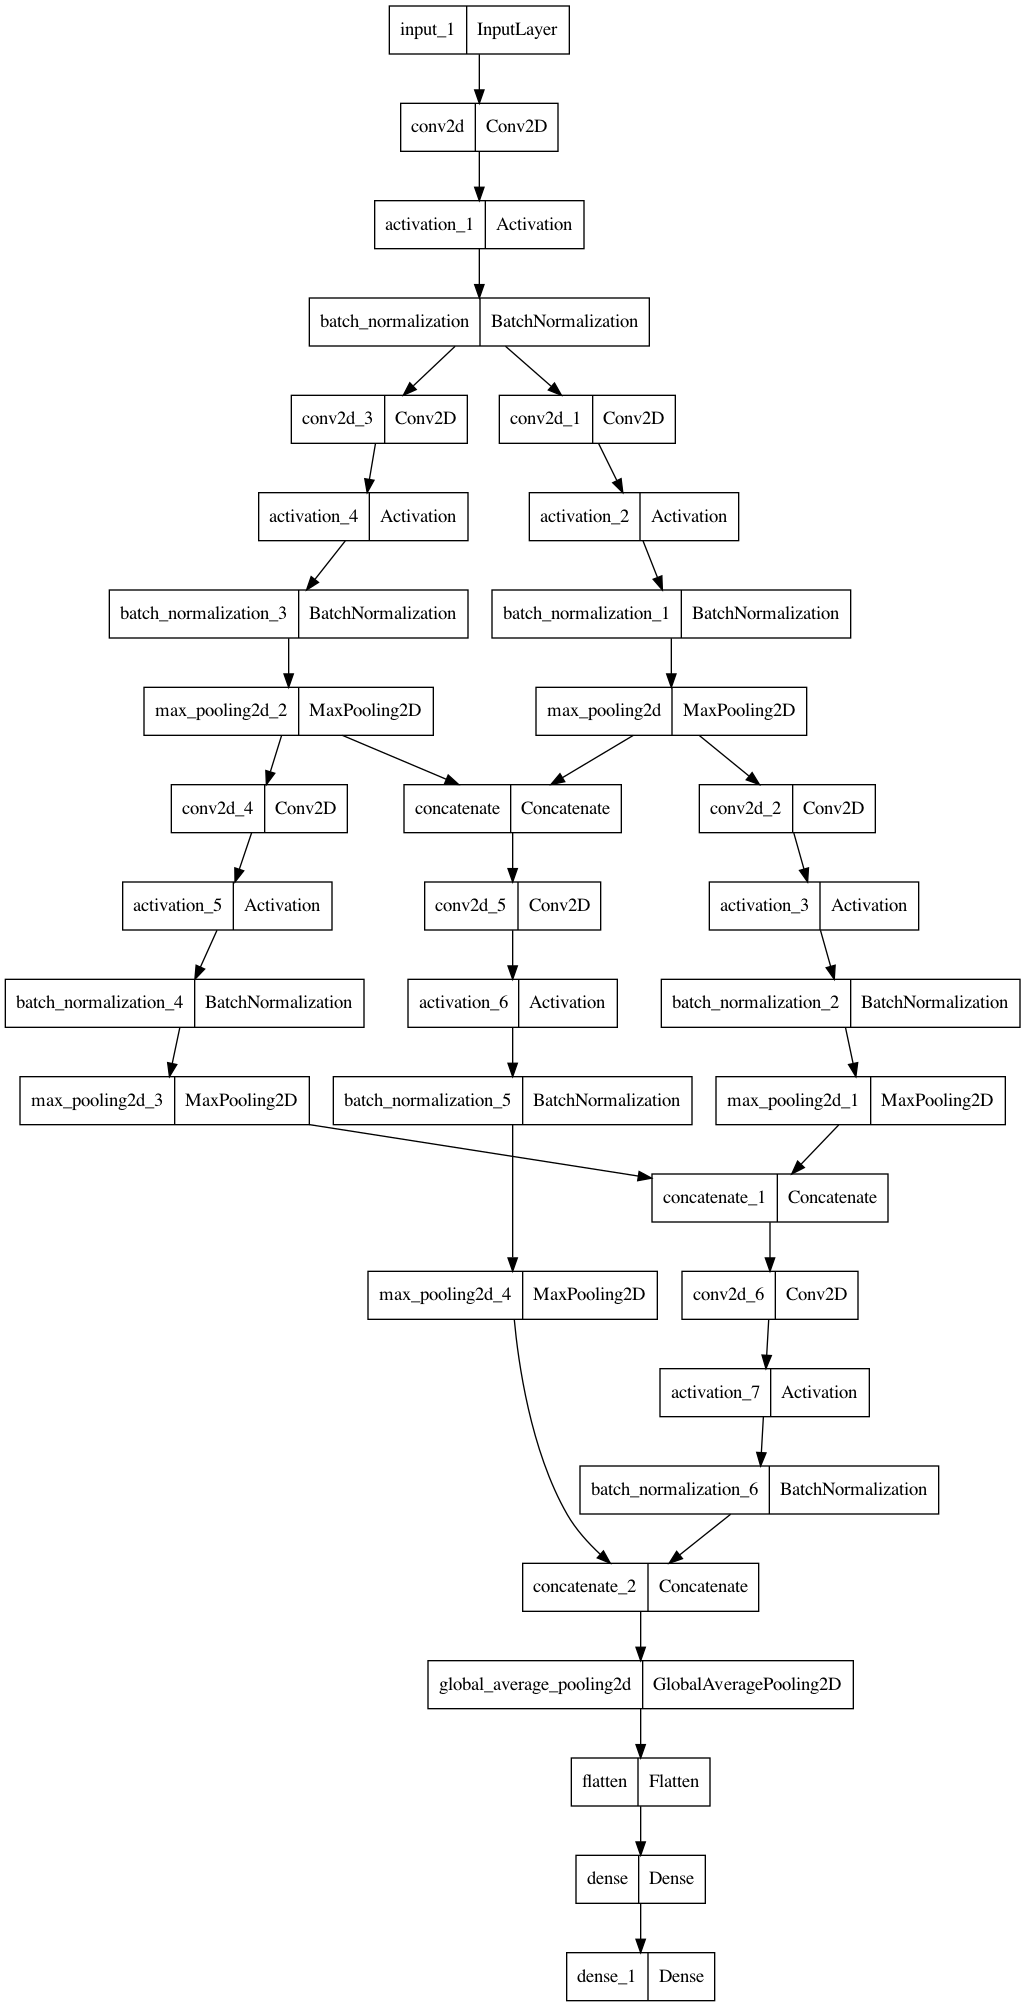 input_1 InputLayer
conv2d Conv2D
activation_1 Activation
batch_normalization BatchNormalization
conv2d_3 Conv2D conv2d_1 Conv2D
activation_4 Activation activation_2 Activation
batch_normalization_3 BatchNormalization batch_normalization_1 BatchNormalization
max_pooling2d_2 MaxPooling2D max_pooling2d MaxPooling2D
conv2d_4 Conv2D concatenate Concatenate conv2d_2 Conv2D
activation_5 Activation conv2d_5 Conv2D activation_3 Activation
batch_normalization_4 BatchNormalization activation_6 Activation batch_normalization_2 BatchNormalization
max_pooling2d_3 MaxPooling2D batch_normalization_5 BatchNormalization max_pooling2d_1 MaxPooling2D
concatenate_1 Concatenate
max_pooling2d_4 MaxPooling2D conv2d_6 Conv2D
activation_7 Activation
batch_normalization_6 BatchNormalization
concatenate_2 Concatenate
global_average_pooling2d GlobalAveragePooling2D
flatten Flatten
dense Dense
dense_1 Dense